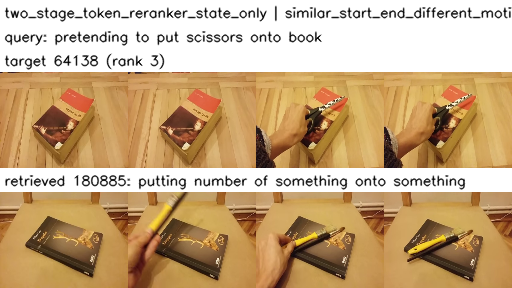 two_stage_token_reranker_state_only | similar_start_end_different_moti
query: pretending to put scissors onto book
target 64138 (rank 3)
retrieved 180885: putting number of something onto something